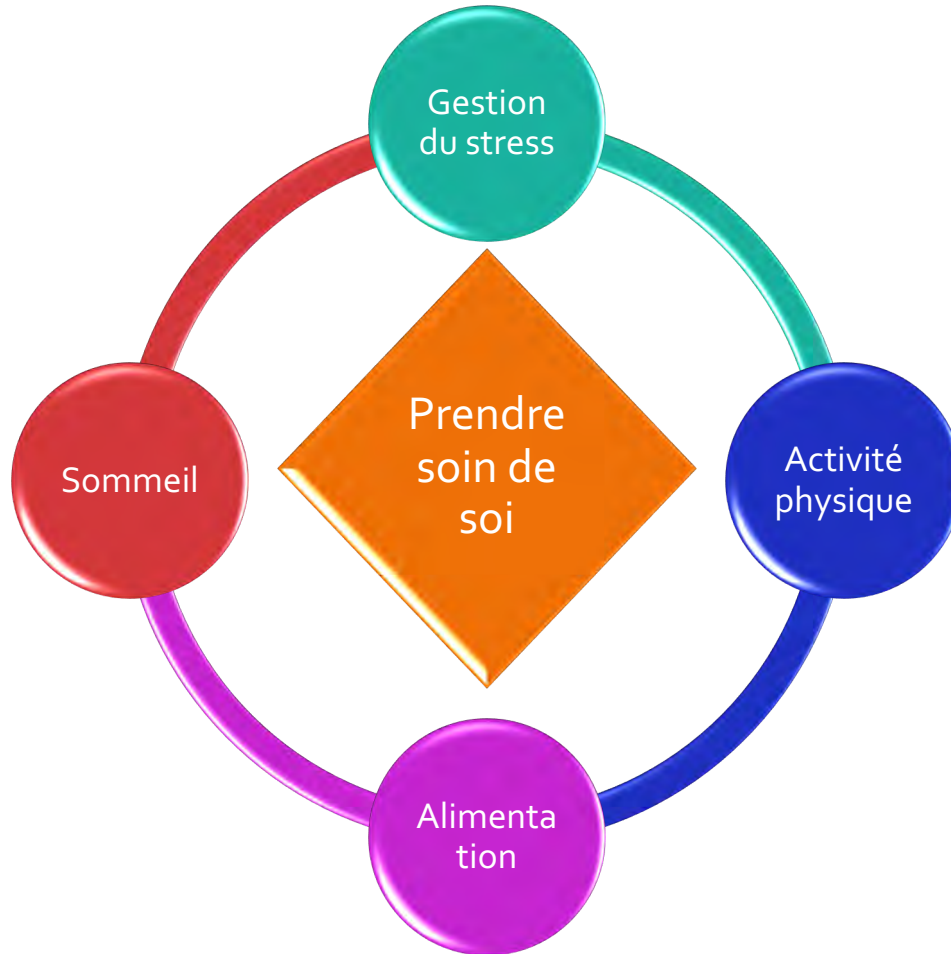 Gestion
du stress
Prendre
soin de
soi
Sommeil
Activité
physique
Alimenta
tion